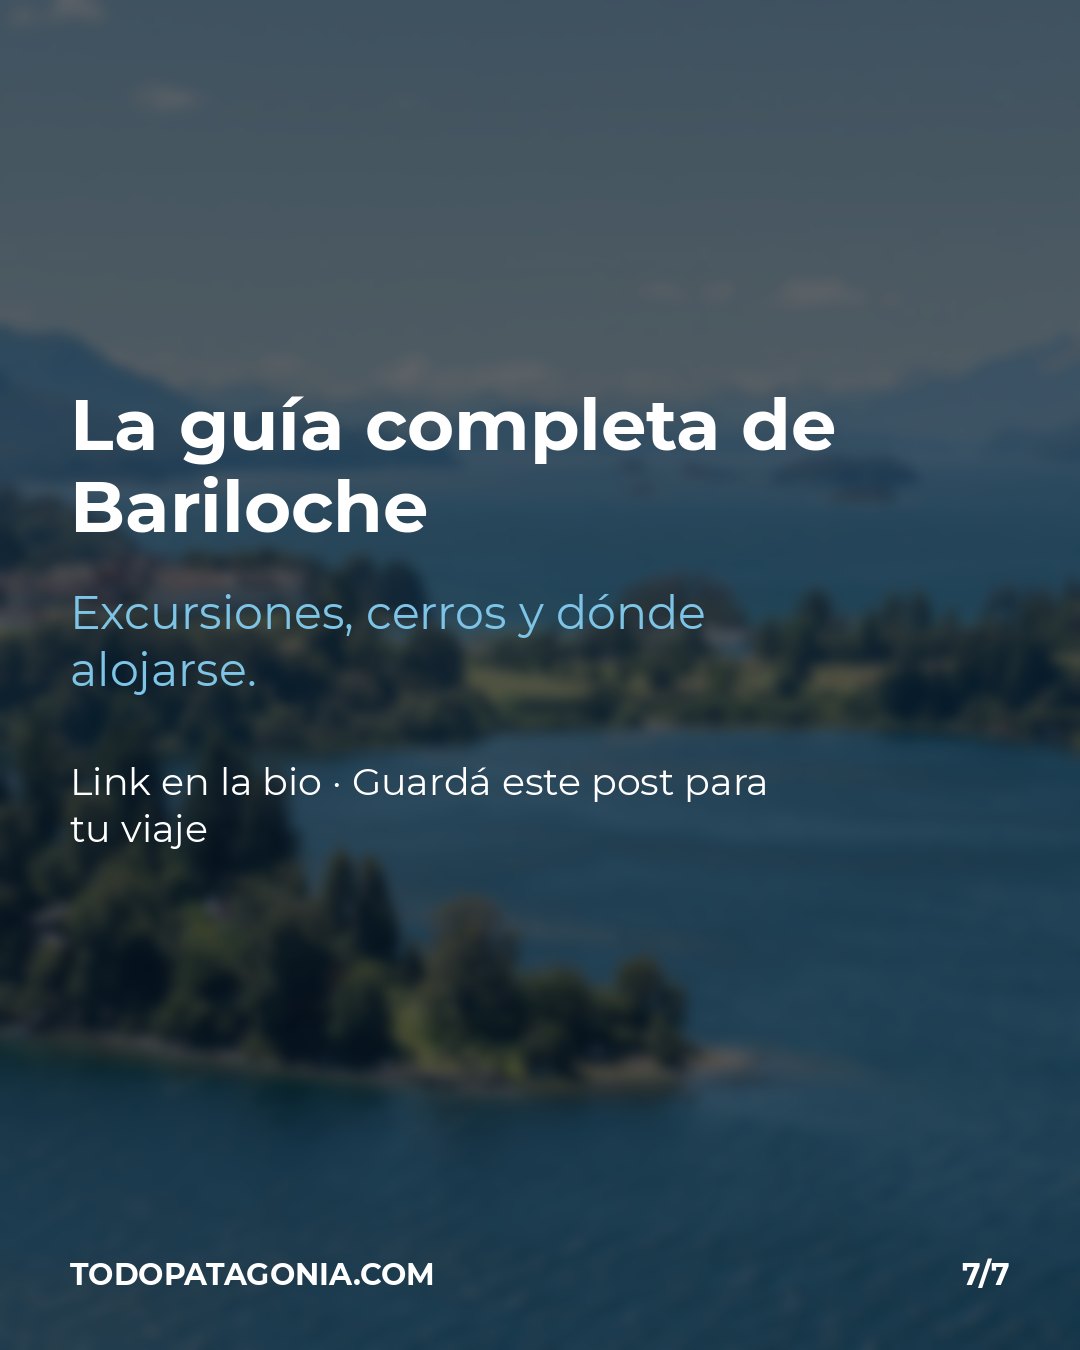 La guía completa de
Bariloche
Excursiones, cerros y dónde
alojarse.
Link en la bio · Guardá este post para
tu viaje
TODOPATAGONIA.COM
7/7